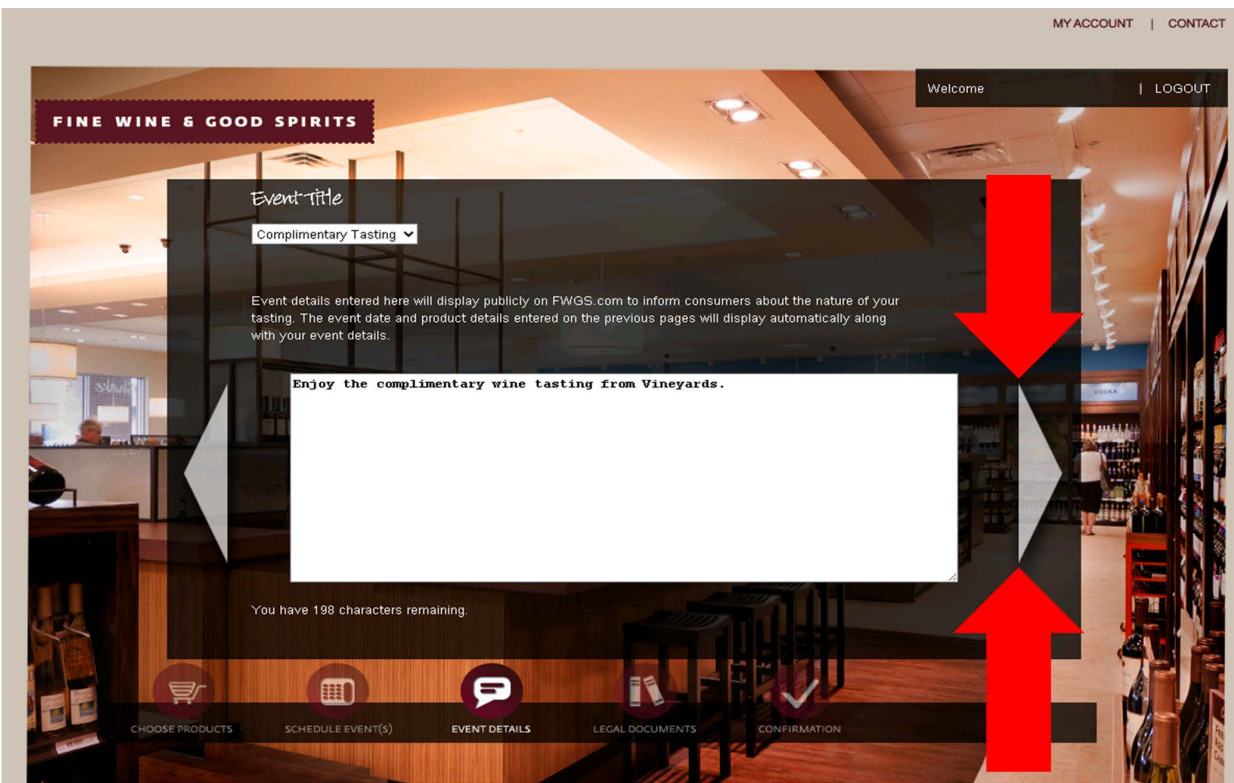 MY ACCOUNT | CONTACT
Welcome | LOGOUT
FINE WINE & GOOD SPIRITS
Event Title
Complimentary Tasting
Event details entered here will display publicly on FWGS.com to inform consumers about the nature of your
tasting. The event date and product details entered on the previous pages will display automatically along
with your event details.
Enjoy the complimentary wine tasting from Vineyards.
VODKA
You have 198 characters remaining.
CHOOSE PRODUCTS SCHEDULE EVENT(S) EVENT DETAILS LEGAL DOCUMENTS CONFIRMATION